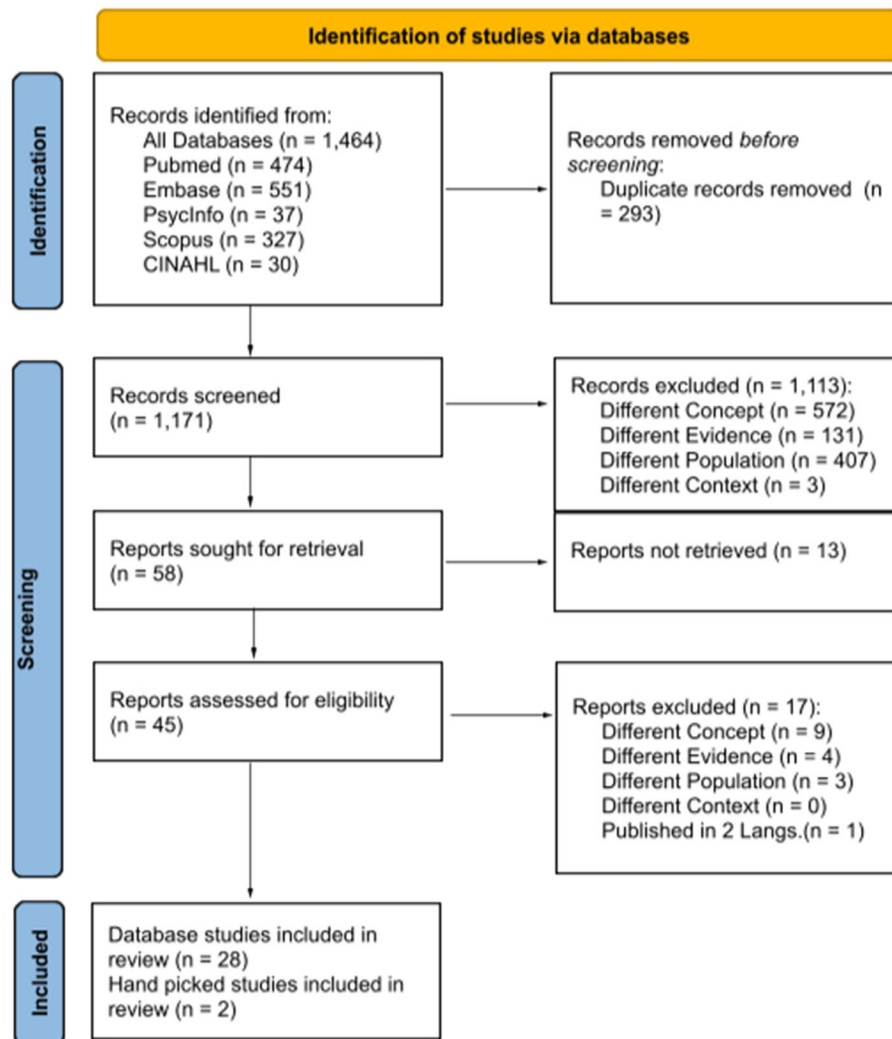 Identification of studies via databases
Identification
Records identified from:
All Databases (n = 1,464)
Pubmed (n = 474)
Embase (n = 551)
PsycInfo (n = 37)
Scopus (n = 327)
CINAHL (n = 30)
Records removed before
screening:
Duplicate records removed (n
= 293)
Screening
Records screened
(n = 1,171)
Records excluded (n = 1,113):
Different Concept (n = 572)
Different Evidence (n = 131)
Different Population (n = 407)
Different Context (n = 3)
Reports sought for retrieval
(n = 58)
Reports not retrieved (n = 13)
Reports assessed for eligibility
(n = 45)
Reports excluded (n = 17):
Different Concept (n = 9)
Different Evidence (n = 4)
Different Population (n = 3)
Different Context (n = 0)
Published in 2 Langs.(n = 1)
Included
Database studies included in
review (n = 28)
Hand picked studies included in
review (n = 2)